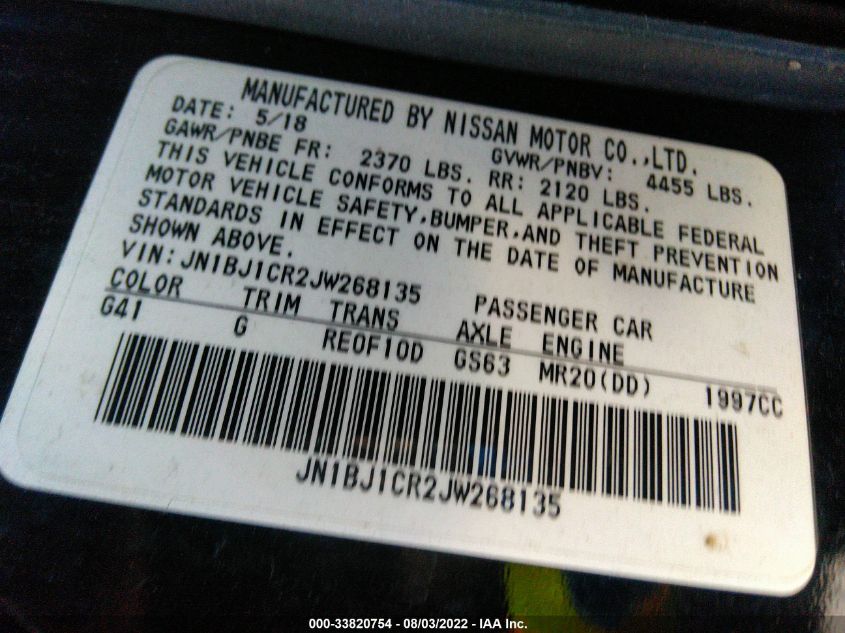 MANUFACTURED BY NISSAN MOTOR CO.,LTD.
DATE: 5/18 GVWR/PNBV: 4455 LBS.
GAWR/PNBE FR: 2370 LBS. RR: 2120 LBS.
THIS VEHICLE CONFORMS TO ALL APPLICABLE FEDERAL
MOTOR VEHICLE SAFETY,BUMPER,AND THEFT PREVENTION
STANDARDS IN EFFECT ON THE DATE OF MANUFACTURE
SHOWN ABOVE.
VIN:JN1BJ1CR2JW268135 PASSENGER CAR
COLOR TRIM TRANS AXLE ENGINE
G41 G RE0F10D GS63 MR20(DD) 1997CC
JN1BJ1CR2JW268135
000-33820754 - 08/03/2022 - IAA Inc.